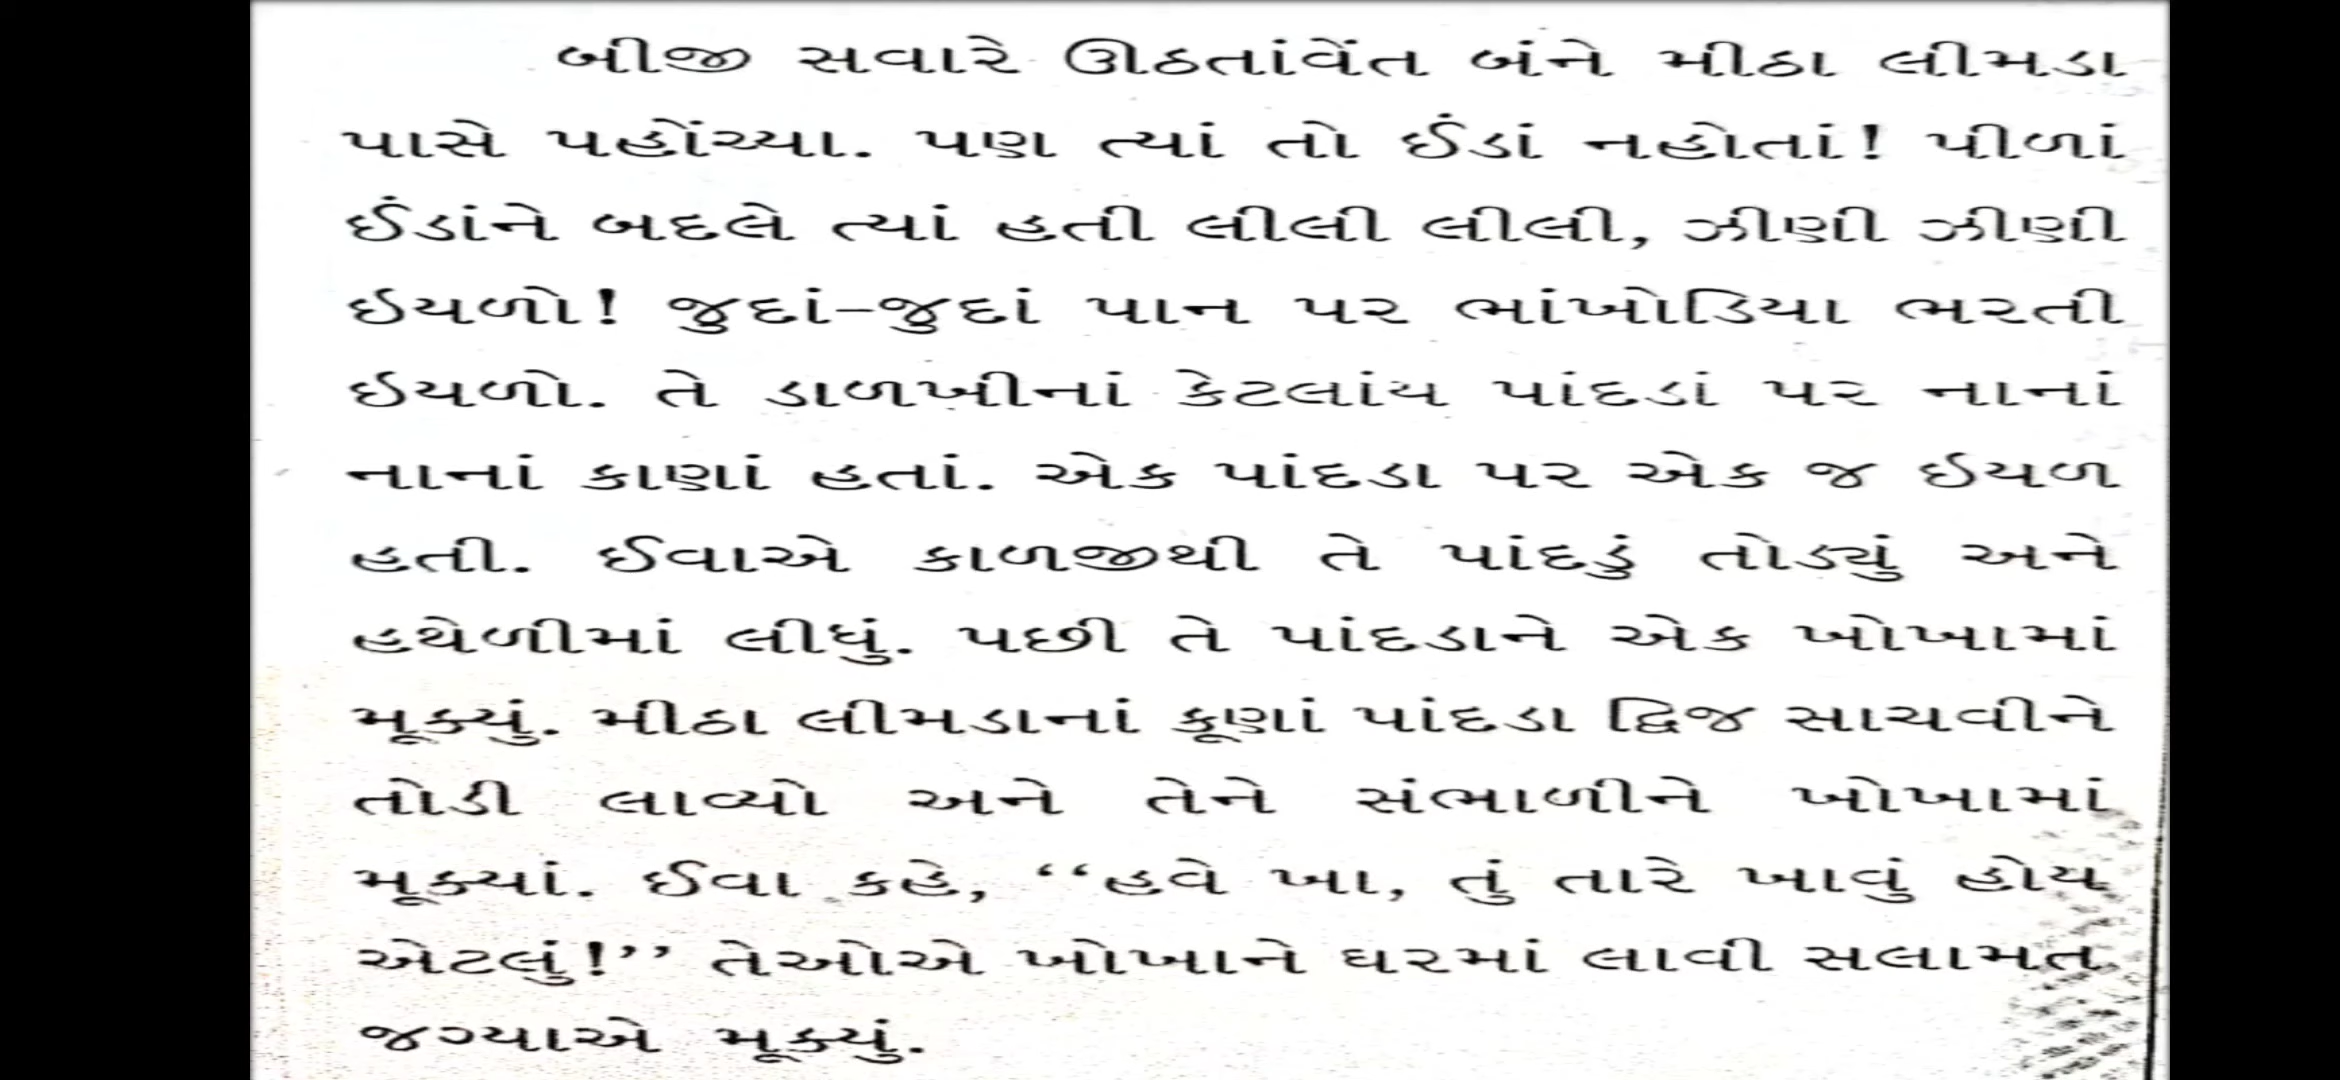 બીજી સવારે ઊઠતાંવેંત બંને મીઠા લીમડા
પાસે પહોંચ્યા. પણ ત્યાં તો ઈંડાં નહોતાં! પીળાં
ઈંડાંને બદલે ત્યાં હતી લીલી લીલી, ઝીણી ઝીણી
ઈયળો! જુદાં-જુદાં પાન પર ભાંખોડિયા ભરતી
ઈયળો. તે ડાળખીનાં કેટલાંય પાંદડાં પર નાનાં
નાનાં કાણાં હતાં. એક પાંદડા પર એક જ ઈયળ
હતી. ઈવાએ કાળજીથી તે પાંદડું તોડ્યું અને
હથેળીમાં લીધું. પછી તે પાંદડાને એક ખોખામાં
મૂક્યું. મીઠા લીમડાનાં કૂણાં પાંદડા દ્વિજ સાચવીને
તોડી લાવ્યો અને તેને સંભાળીને ખોખામાં
મૂક્યાં. ઈવા કહે, ‘‘હવે ખા, તું તારે ખાવું હોય
એટલું!’’ તેઓએ ખોખાને ઘરમાં લાવી સલામત
જગ્યાએ મૂક્યું.